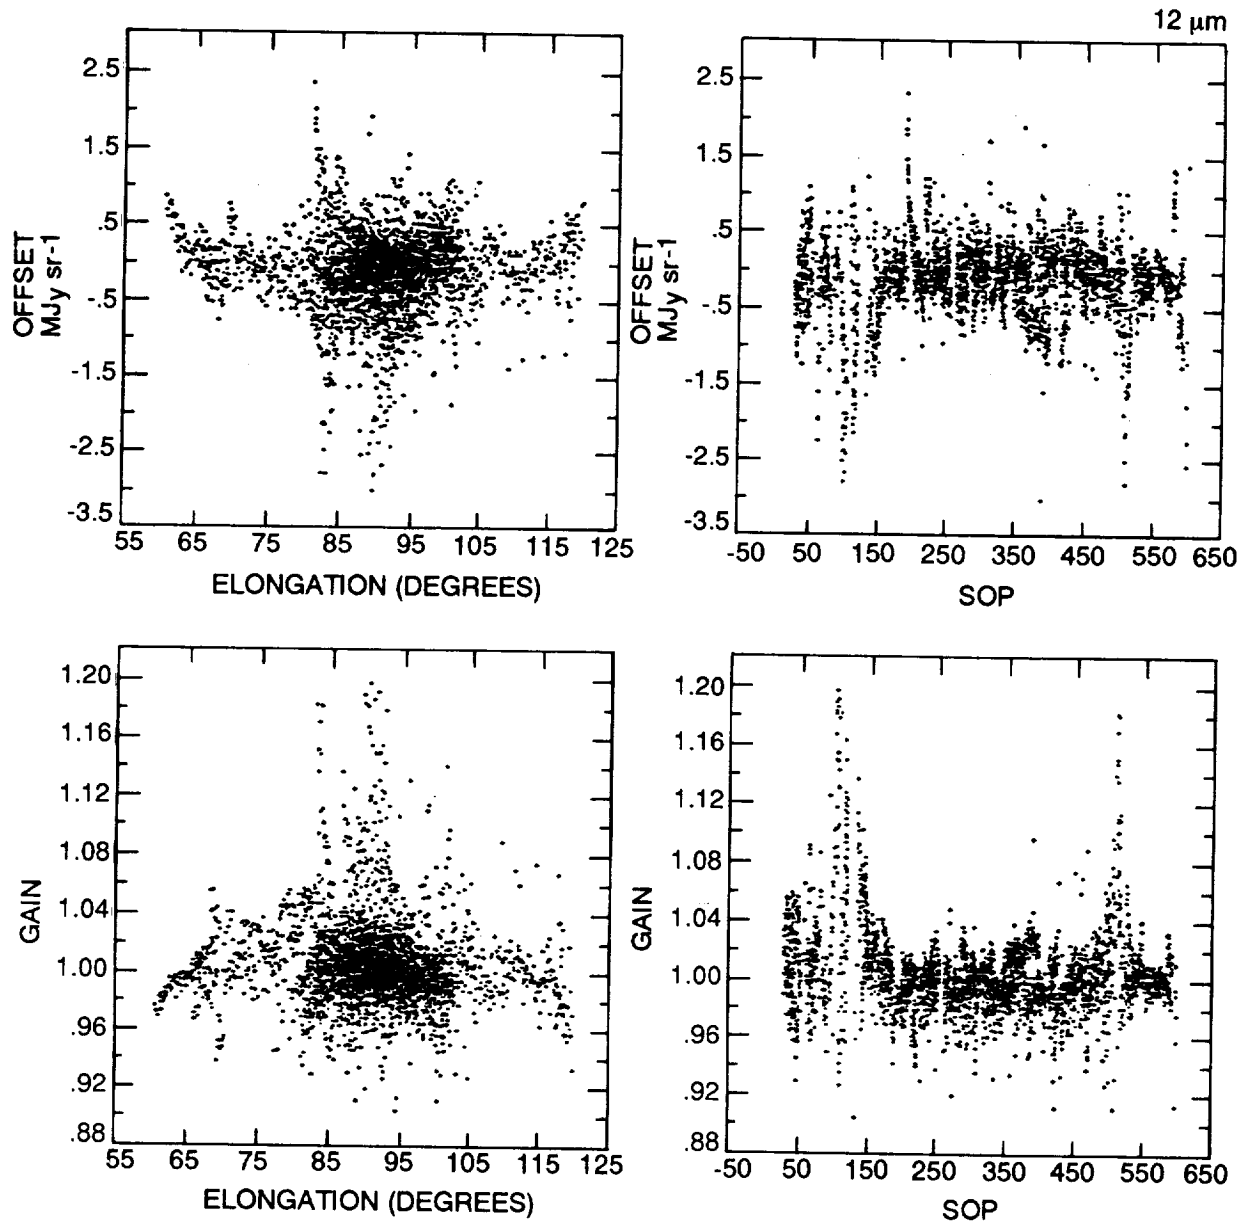 12 μm
2.5
1.5
.5
-.5
-1.5
-2.5
-3.5
OFFSET
MJy sr-1
55 65 75 85 95 105 115 125
ELONGATION (DEGREES)
2.5
1.5
.5
-.5
-1.5
-2.5
-3.5
OFFSET
MJy sr-1
-50 50 150 250 350 450 550 650
SOP
1.20
1.16
1.12
1.08
1.04
1.00
.96
.92
.88
GAIN
55 65 75 85 95 105 115 125
ELONGATION (DEGREES)
1.20
1.16
1.12
1.08
1.04
1.00
.96
.92
.88
GAIN
-50 50 150 250 350 450 550 650
SOP